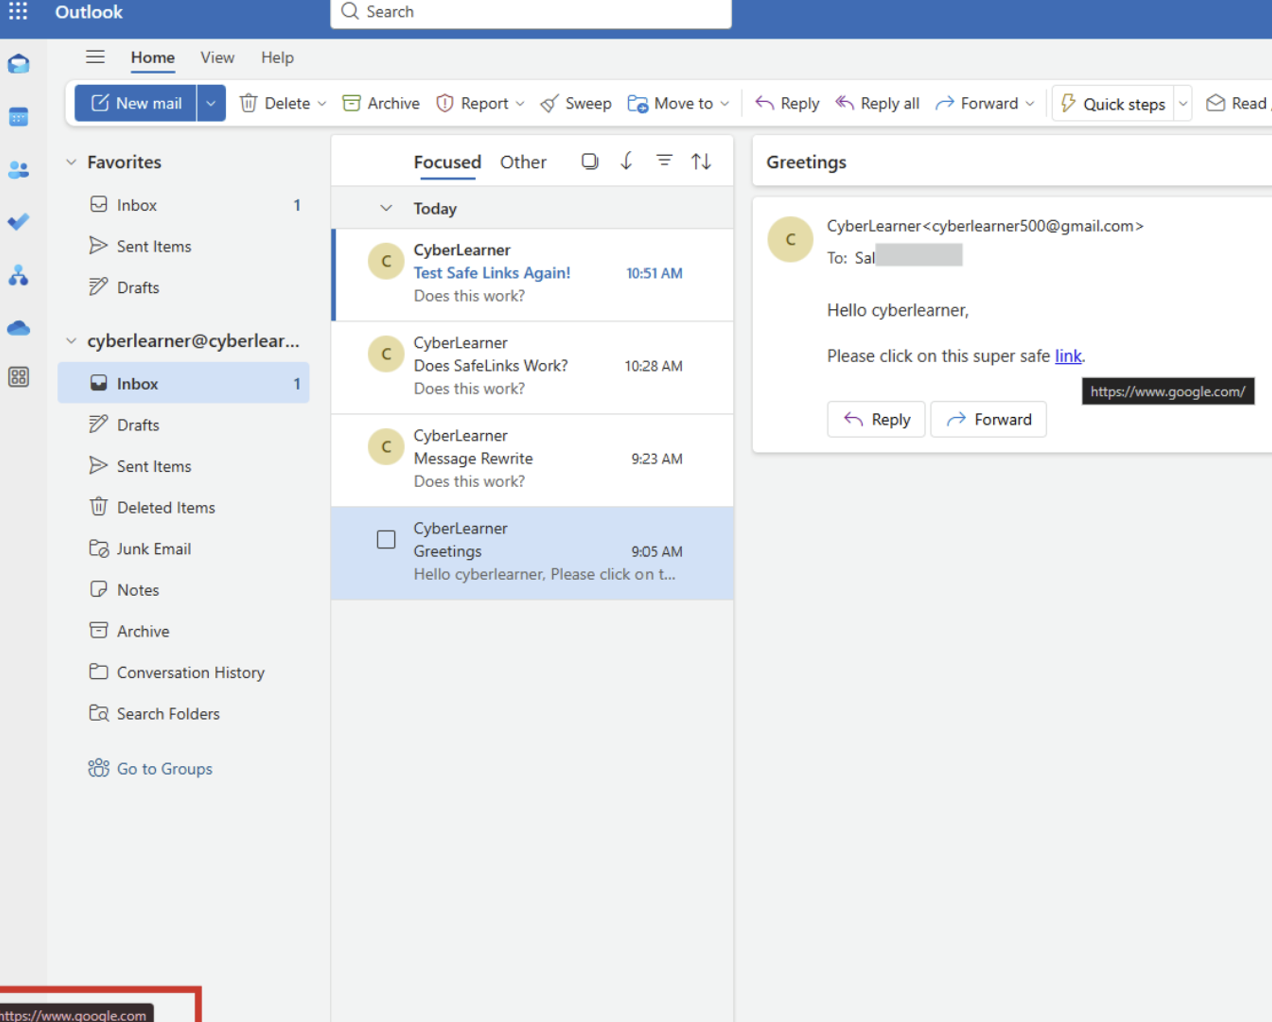 Outlook
Search
Home View Help
New mail Delete Archive Report Sweep Move to Reply Reply all Forward Quick steps Read
Favorites
Inbox 1
Sent Items
Drafts
cyberlearner@cyberlear...
Inbox 1
Drafts
Sent Items
Deleted Items
Junk Email
Notes
Archive
Conversation History
Search Folders
Go to Groups
Focused Other
Today
C
CyberLearner
Test Safe Links Again! 10:51 AM
Does this work?
C
CyberLearner
Does SafeLinks Work? 10:28 AM
Does this work?
C
CyberLearner
Message Rewrite 9:23 AM
Does this work?
CyberLearner
Greetings 9:05 AM
Hello cyberlearner, Please click on t...
Greetings
C
CyberLearner<cyberlearner500@gmail.com>
To: Sal
Hello cyberlearner,
Please click on this super safe link.
https://www.google.com/
Reply Forward
https://www.google.com